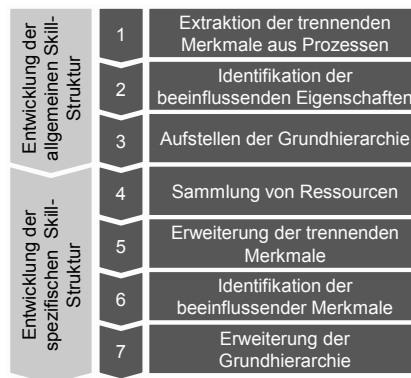 Entwicklung der
allgemeinen Skill-
Struktur
1
Extraktion der trennenden
Merkmale aus Prozessen
2
Identifikation der
beeinflussenden Eigenschaften
3
Aufstellen der Grundhierarchie
Entwicklung der
spezifischen Skill-
Struktur
4
Sammlung von Ressourcen
5
Erweiterung der trennenden
Merkmale
6
Identifikation der
beeinflussender Merkmale
7
Erweiterung der
Grundhierarchie